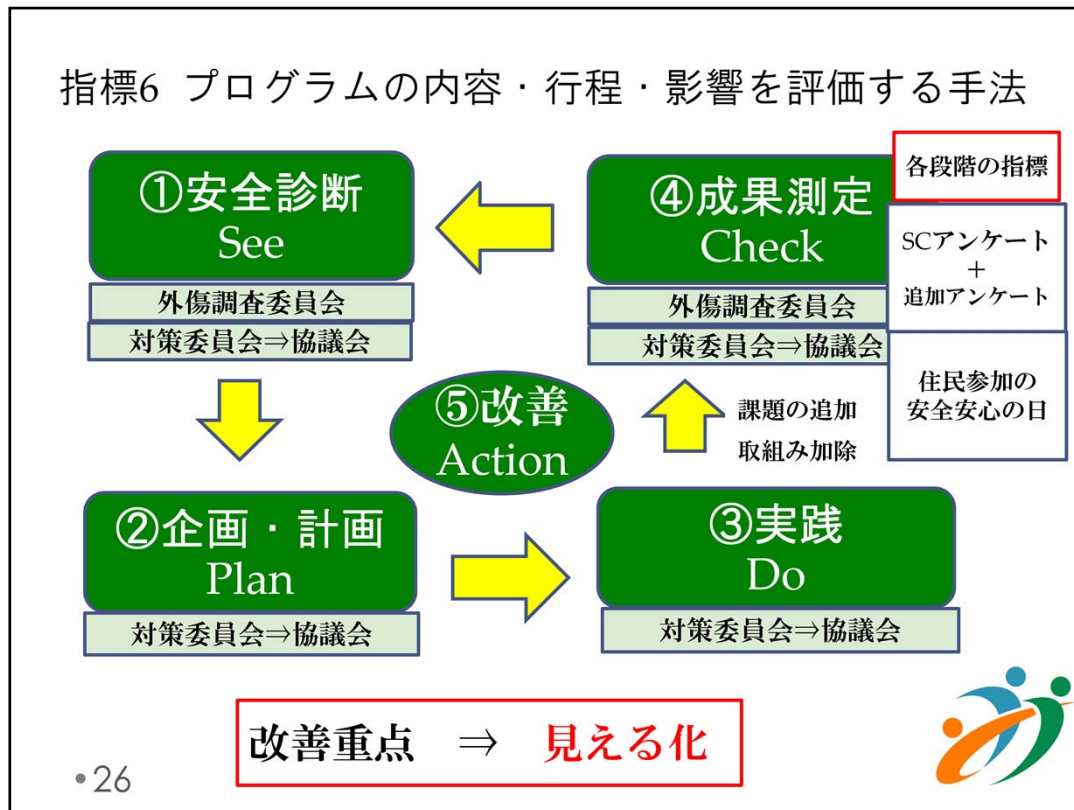 指標6 プログラムの内容・行程・影響を評価する手法
①安全診断
See
外傷調査委員会
対策委員会⇒協議会
④成果測定
Check
外傷調査委員会
対策委員会⇒協議会
各段階の指標
SCアンケート
+
追加アンケート
住民参加の
安全安心の日
⑤改善
Action
課題の追加
取組み加除
②企画・計画
Plan
対策委員会⇒協議会
③実践
Do
対策委員会⇒協議会
改善重点 ⇒ 見える化
•26